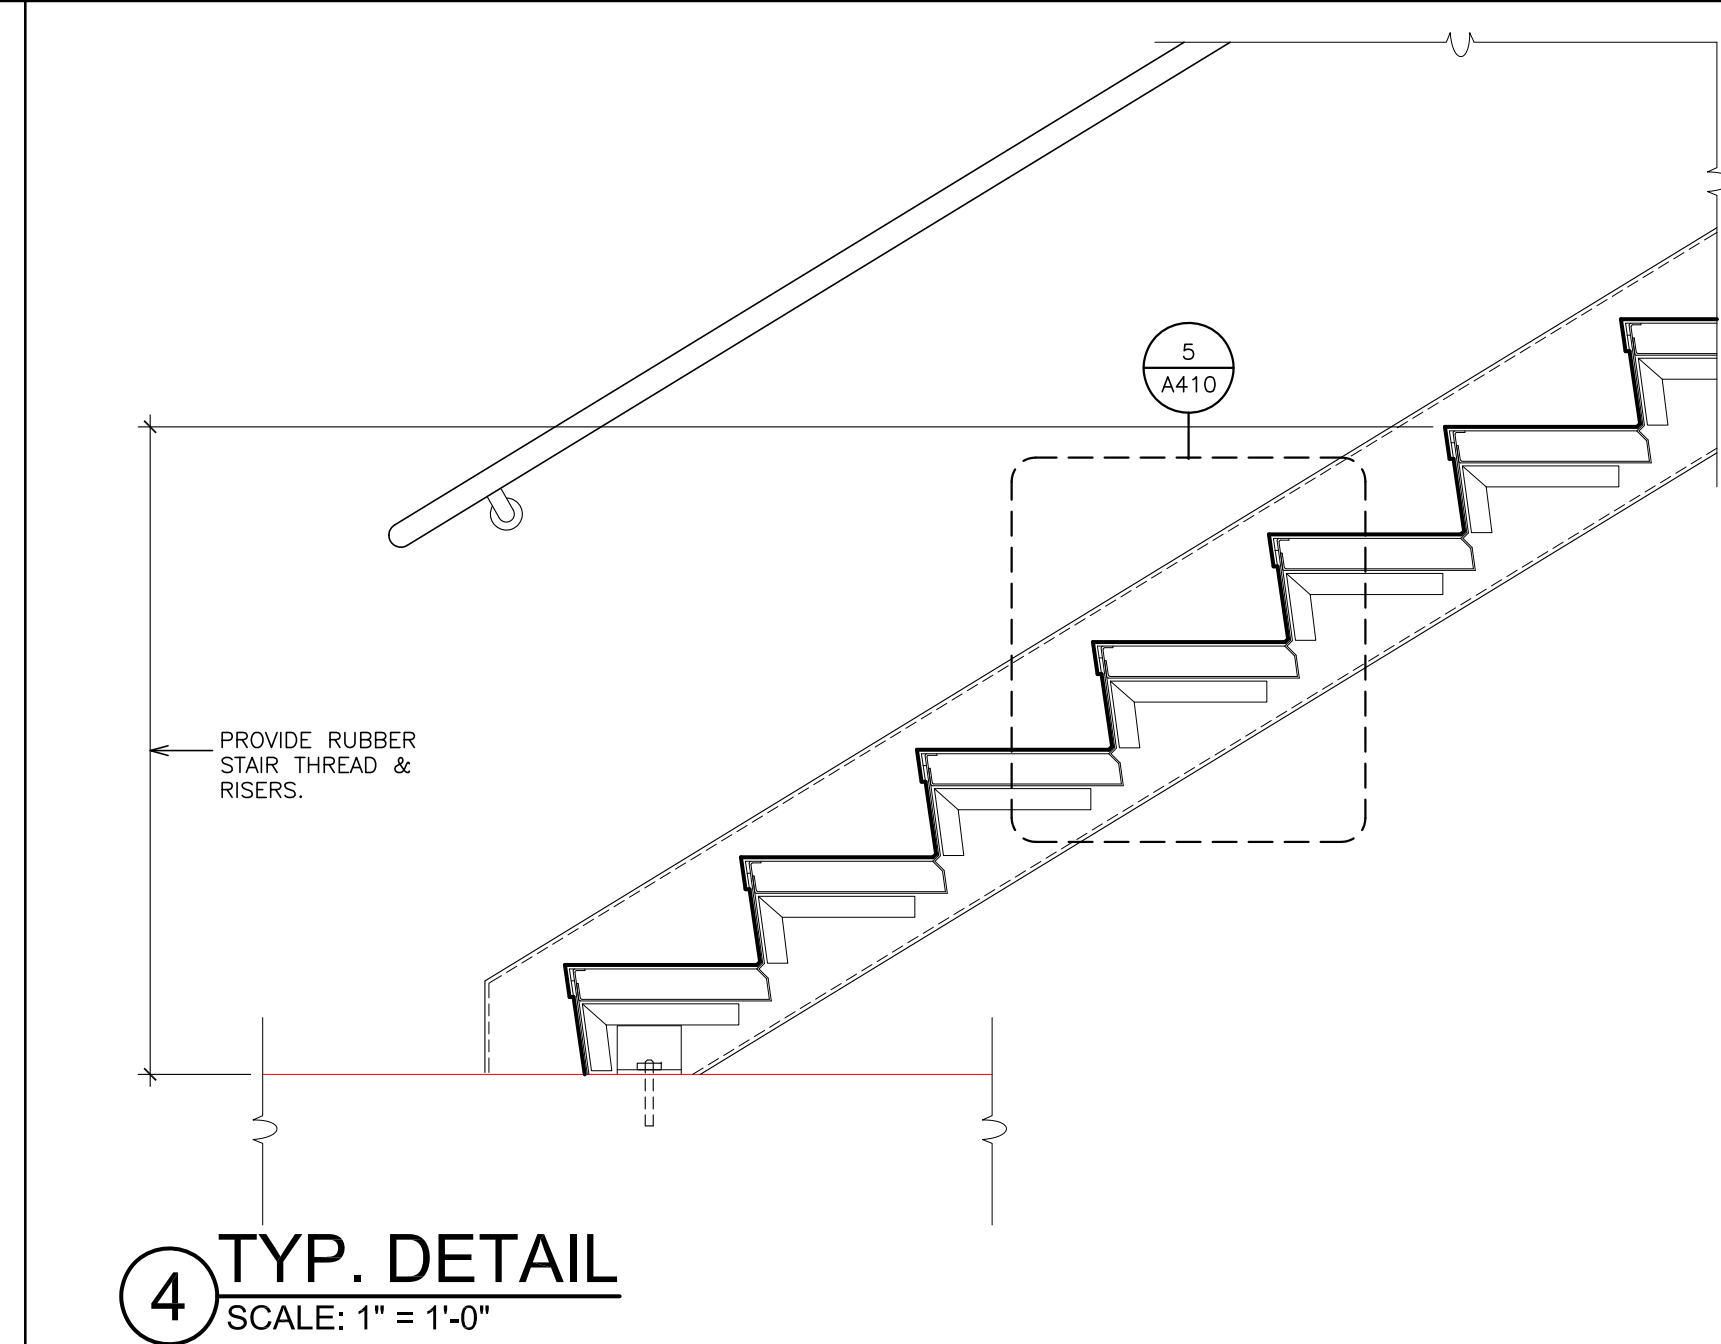 5
A410
PROVIDE RUBBER
STAIR THREAD &
RISERS.
4
TYP. DETAIL
SCALE: 1" = 1'-0"